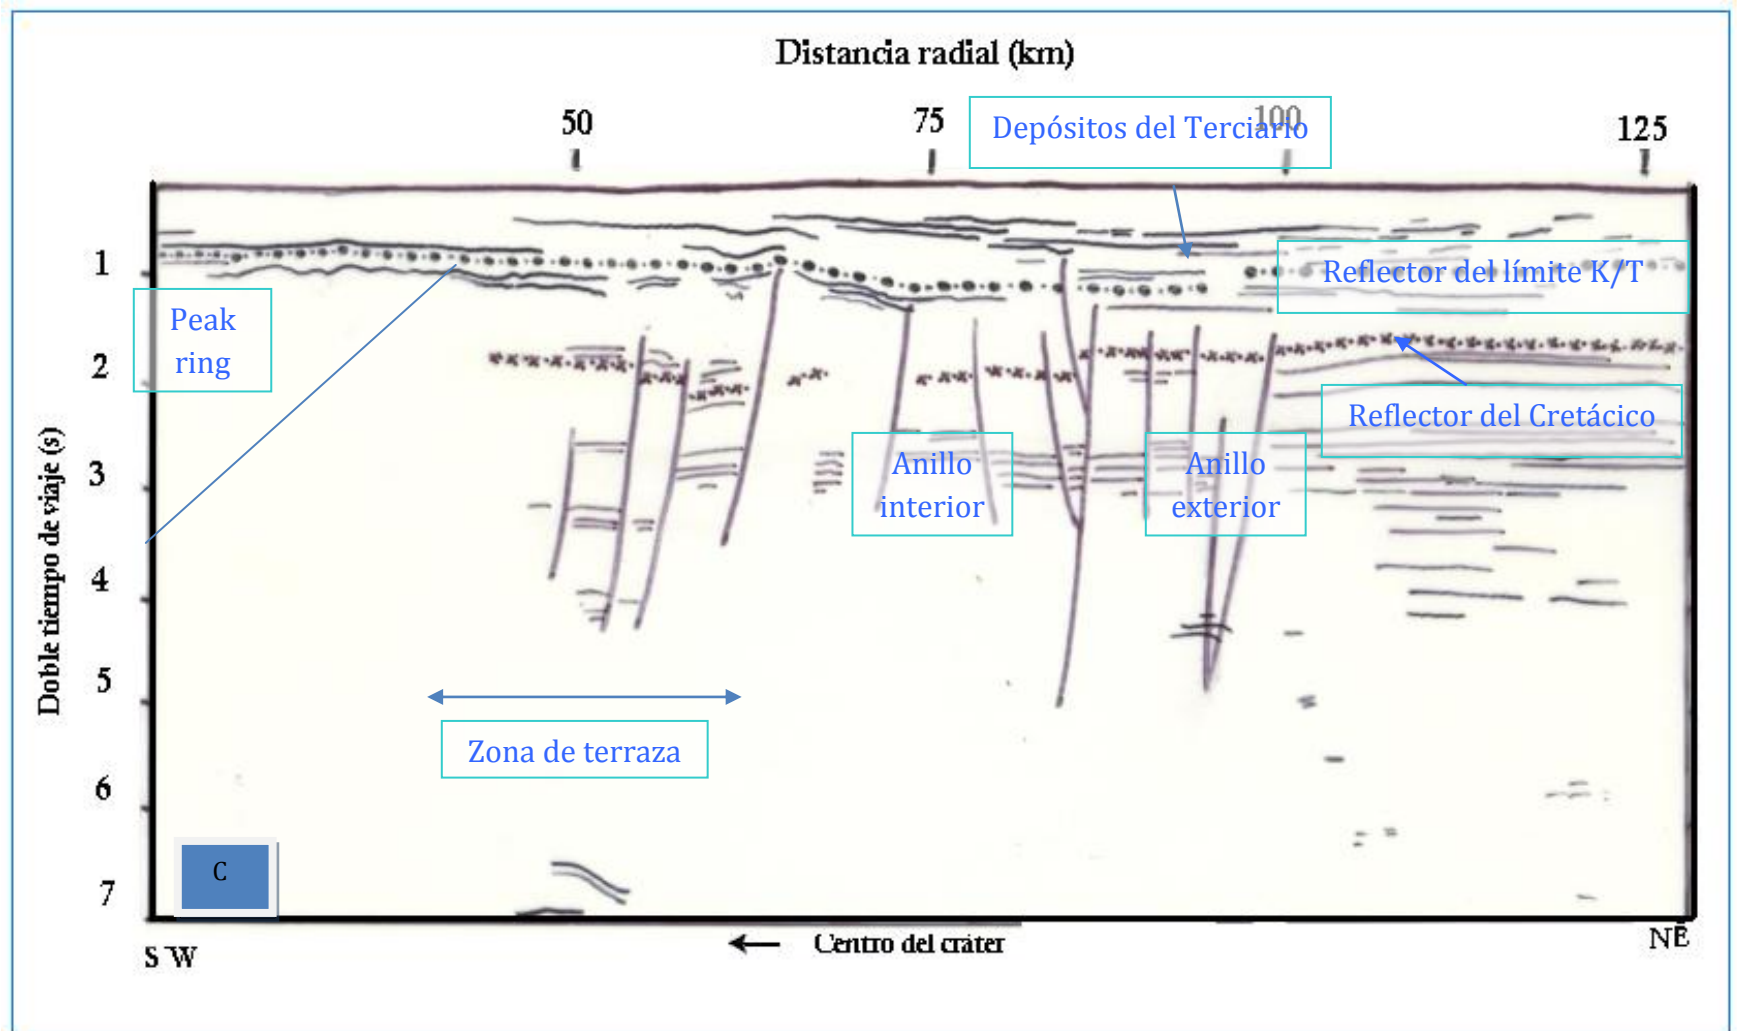 Distancia radial (km)
50
75
100
125
Depósitos del Terciario
1
Reflector del límite K/T
Peak
ring
2
Reflector del Cretácico
3
Anillo
interior
Anillo
exterior
4
Doble tiempo de viaje (s)
5
Zona de terraza
6
C
7
S W
Centro del cráter
NE